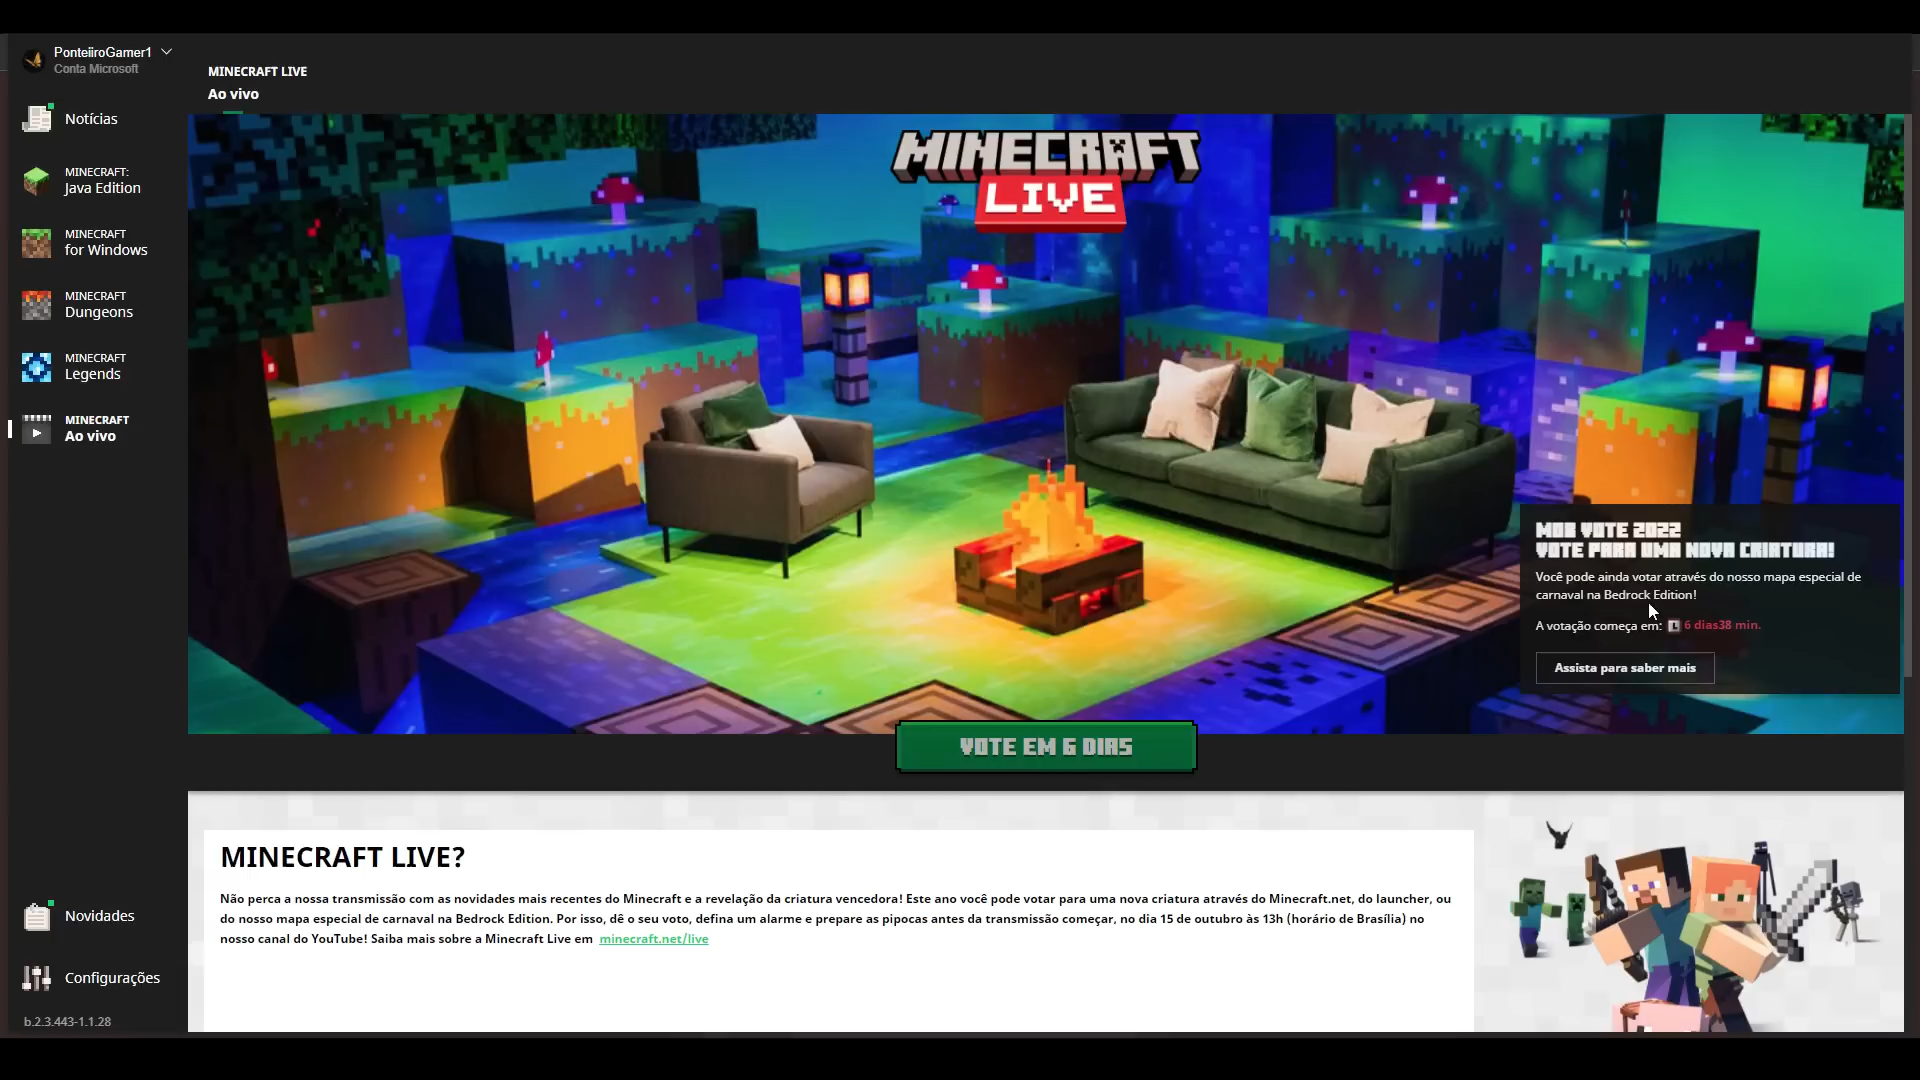 PonteiiroGamer1
Conta Microsoft
MINECRAFT LIVE
Ao vivo
Notícias
MINECRAFT:
Java Edition
MINECRAFT
for Windows
MINECRAFT
Dungeons
MINECRAFT
Legends
MINECRAFT
Ao vivo
MINECRAFT
LIVE
MOB VOTE 2022
VOTE PARA UMA NOVA CRIATURA!
Você pode ainda votar através do nosso mapa especial de
carnaval na Bedrock Edition!
A votação começa em: 6 dias38 min.
Assista para saber mais
VOTE EM 6 DIAS
MINECRAFT LIVE?
Não perca a nossa transmissão com as novidades mais recentes do Minecraft e a revelação da criatura vencedora! Este ano você pode votar para uma nova criatura através do Minecraft.net, do launcher, ou
do nosso mapa especial de carnaval na Bedrock Edition. Por isso, dê o seu voto, defina um alarme e prepare as pipocas antes da transmissão começar, no dia 15 de outubro às 13h (horário de Brasília) no
nosso canal do YouTube! Saiba mais sobre a Minecraft Live em minecraft.net/live
Novidades
Configurações
b.2.3.443-1.1.28